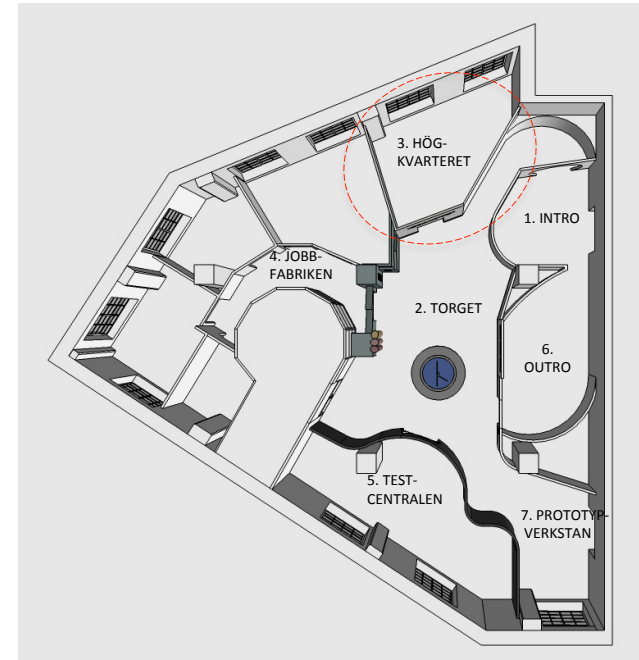 3. HÖG-
KVARTERET
1. INTRO
4. JOBB-
FABRIKEN
2. TORGET
6.
OUTRO
5. TEST-
CENTRALEN
7. PROTOTYP-
VERKSTAN